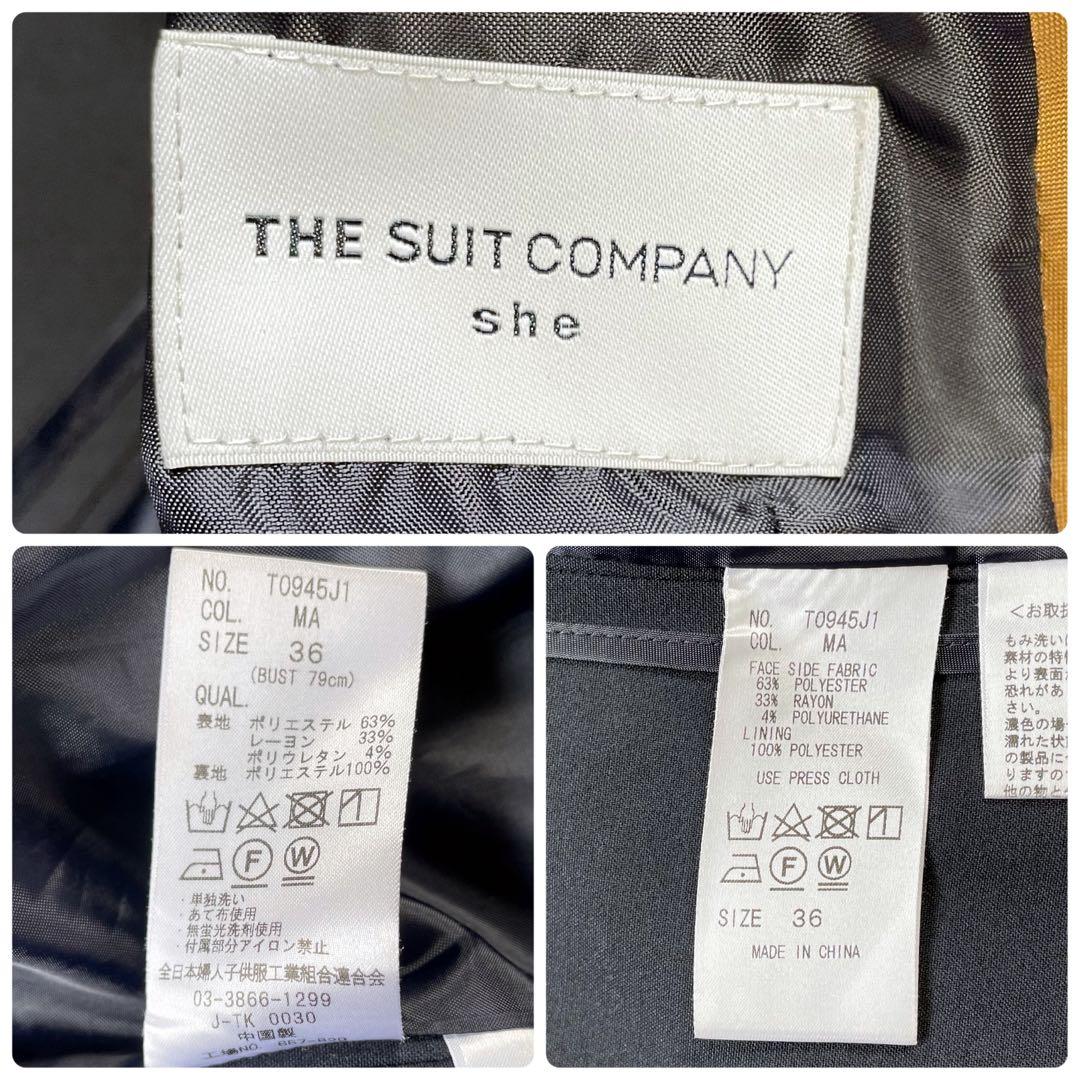 THE SUIT COMPANY
she
NO. T0945J1
COL. MA
SIZE 36
(BUST 79cm)
QUAL.
表地 ポリエステル 63%
レーヨン 33%
ポリウレタン 4%
裏地 ポリエステル100%
F W
・単独洗い
・あて布使用
・無蛍光洗剤使用
・付属部分アイロン禁止
全日本婦人子供服工業組合連合会
03-3866-1299
J-TK 0030
中国製
工場NO.
NO. T0945J1
COL. MA
FACE SIDE FABRIC
63% POLYESTER
33% RAYON
4% POLYURETHANE
LINING
100% POLYESTER
USE PRESS CLOTH
F W
SIZE 36
MADE IN CHINA
<お取扱
もみ洗い
素材の特
より表面
恐れがあ
さい。
濃色の場
濡れた状
の製品に
りますの
他の物と